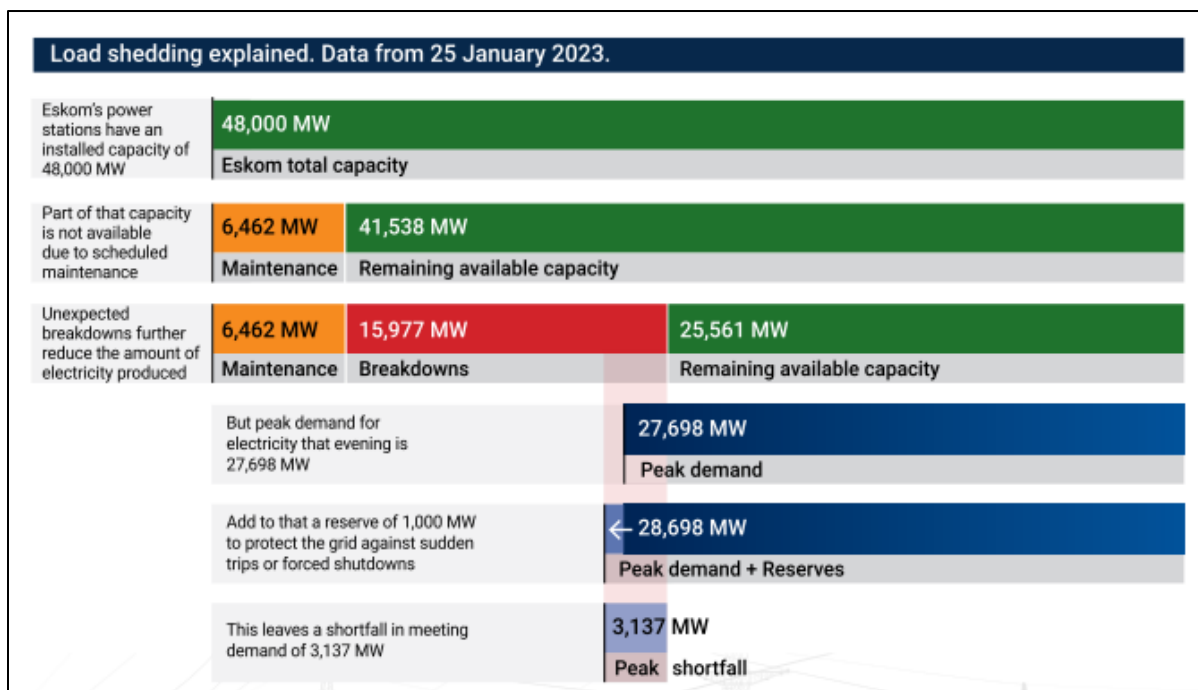 Load shedding explained. Data from 25 January 2023.
Eskom's power
stations have an
installed capacity of
48,000 MW
48,000 MW
Eskom total capacity
Part of that capacity
is not available
due to scheduled
maintenance
6,462 MW
41,538 MW
Maintenance
Remaining available capacity
Unexpected
breakdowns further
reduce the amount of
electricity produced
6,462 MW
15,977 MW
25,561 MW
Maintenance
Breakdowns
Remaining available capacity
But peak demand for
electricity that evening is
27,698 MW
27,698 MW
Peak demand
Add to that a reserve of 1,000 MW
to protect the grid against sudden
trips or forced shutdowns
28,698 MW
Peak demand + Reserves
This leaves a shortfall in meeting
demand of 3,137 MW
3,137 MW
Peak shortfall